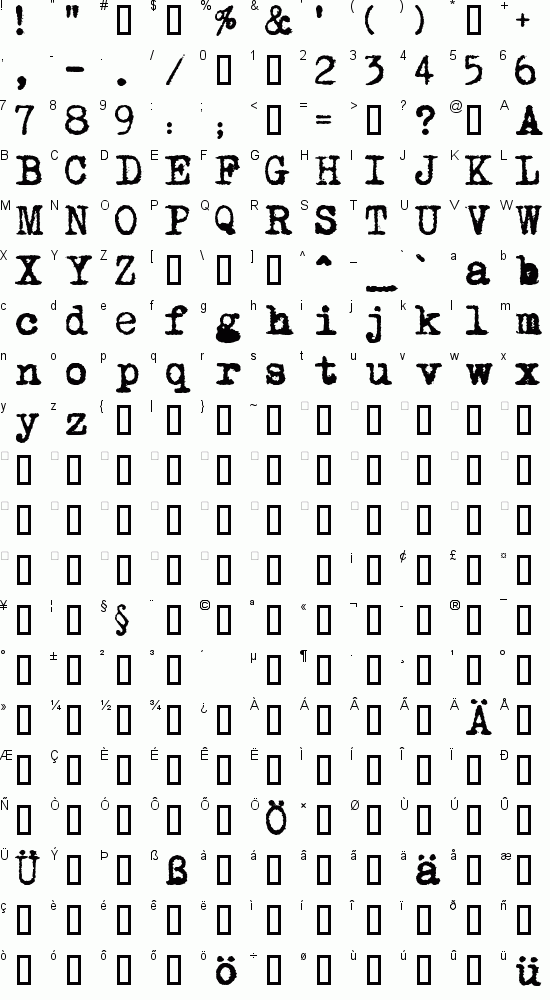 ! ! " " # $ % % & & ' ' ( ( ) ) * + +
, , - - . . / / 0 1 2 2 3 3 4 4 5 5 6 6
7 7 8 8 9 9 : : ; ; < = = > ? ? @ A A
B B C C D D E E F F G G H H I I J J K K L L
M M N N O O P P Q Q R R S S T T U U V V W W
X X Y Y Z Z [ \ ] ^ ^ _ _ ` ` a a b b
c c d d e e f f g g h h i i j j k k l l m m
n n o o p p q q r r s s t t u u v v w w x x
y y z z { | } ~
¡ ¢ £ ¤
¥ ¦ § § ¨ © ª « ¬ - ® ¯
° ± ² ³ ´ µ ¶ · ¸ ¹ º
» ¼ ½ ¾ ¿ À Á Â Ã Ä Ä Å
Æ Ç È É Ê Ë Ì Í Î Ï Ð
Ñ Ò Ó Ô Õ Ö Ö × Ø Ù Ú Û
Ü Ü Ý Þ ß ß à á â ã ä ä å æ
ç è é ê ë ì í î ï ð ñ
ò ó ô õ ö ö ÷ ø ù ú û ü ü